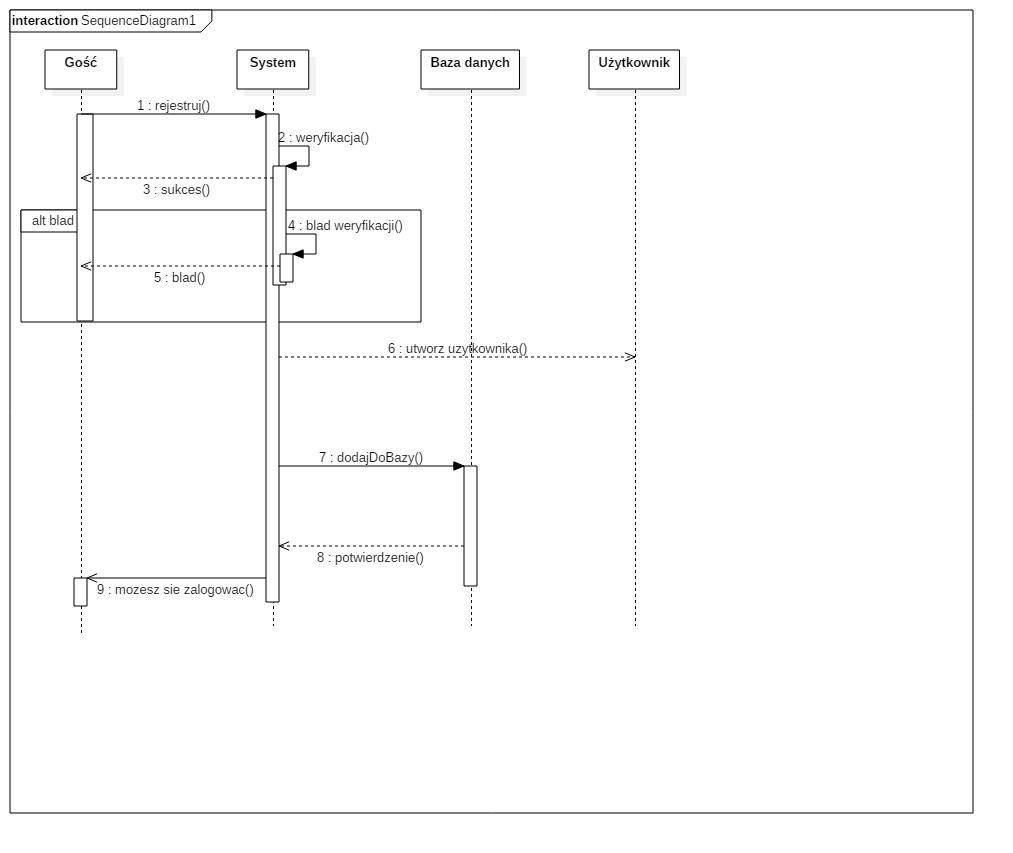 interaction SequenceDiagram1
Gość
System
Baza danych
Użytkownik
1 : rejestruj()
2 : weryfikacja()
3 : sukces()
alt blad
4 : blad weryfikacji()
5 : blad()
6 : utworz uzytkownika()
7 : dodajDoBazy()
8 : potwierdzenie()
9 : mozesz sie zalogowac()